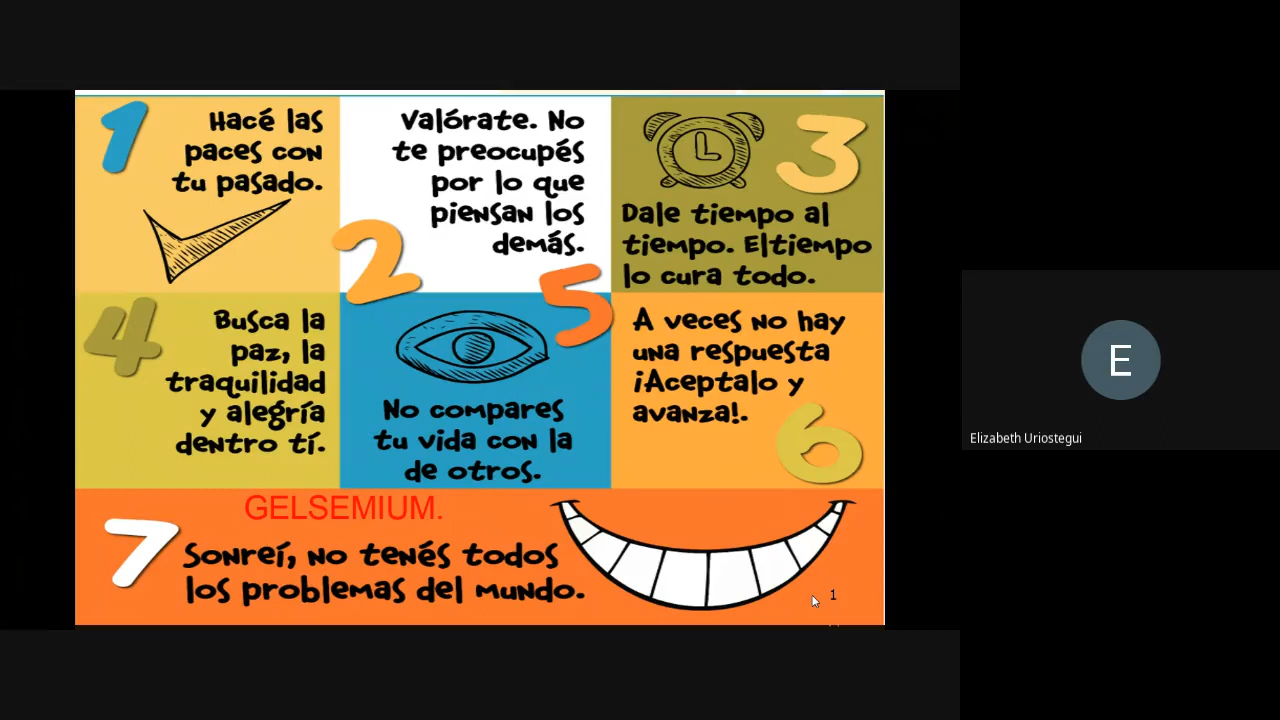 1
Hacé las
paces con
tu pasado.
2
Valórate. No
te preocupés
por lo que
piensan los
demás.
3
Dale tiempo al
tiempo. El tiempo
lo cura todo.
4
Busca la
paz, la
traquilidad
y alegría
dentro tí.
5
No compares
tu vida con la
de otros.
6
A veces no hay
una respuesta
¡Aceptalo y
avanza!.
GELSEMIUM.
7
Sonreí, no tenés todos
los problemas del mundo.
1
E
Elizabeth Uriostegui